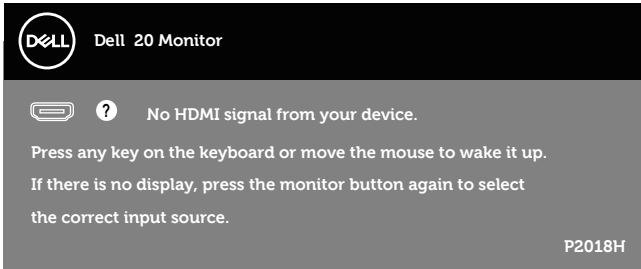 DELL Dell 20 Monitor
? No HDMI signal from your device.
Press any key on the keyboard or move the mouse to wake it up.
If there is no display, press the monitor button again to select
the correct input source.
P2018H